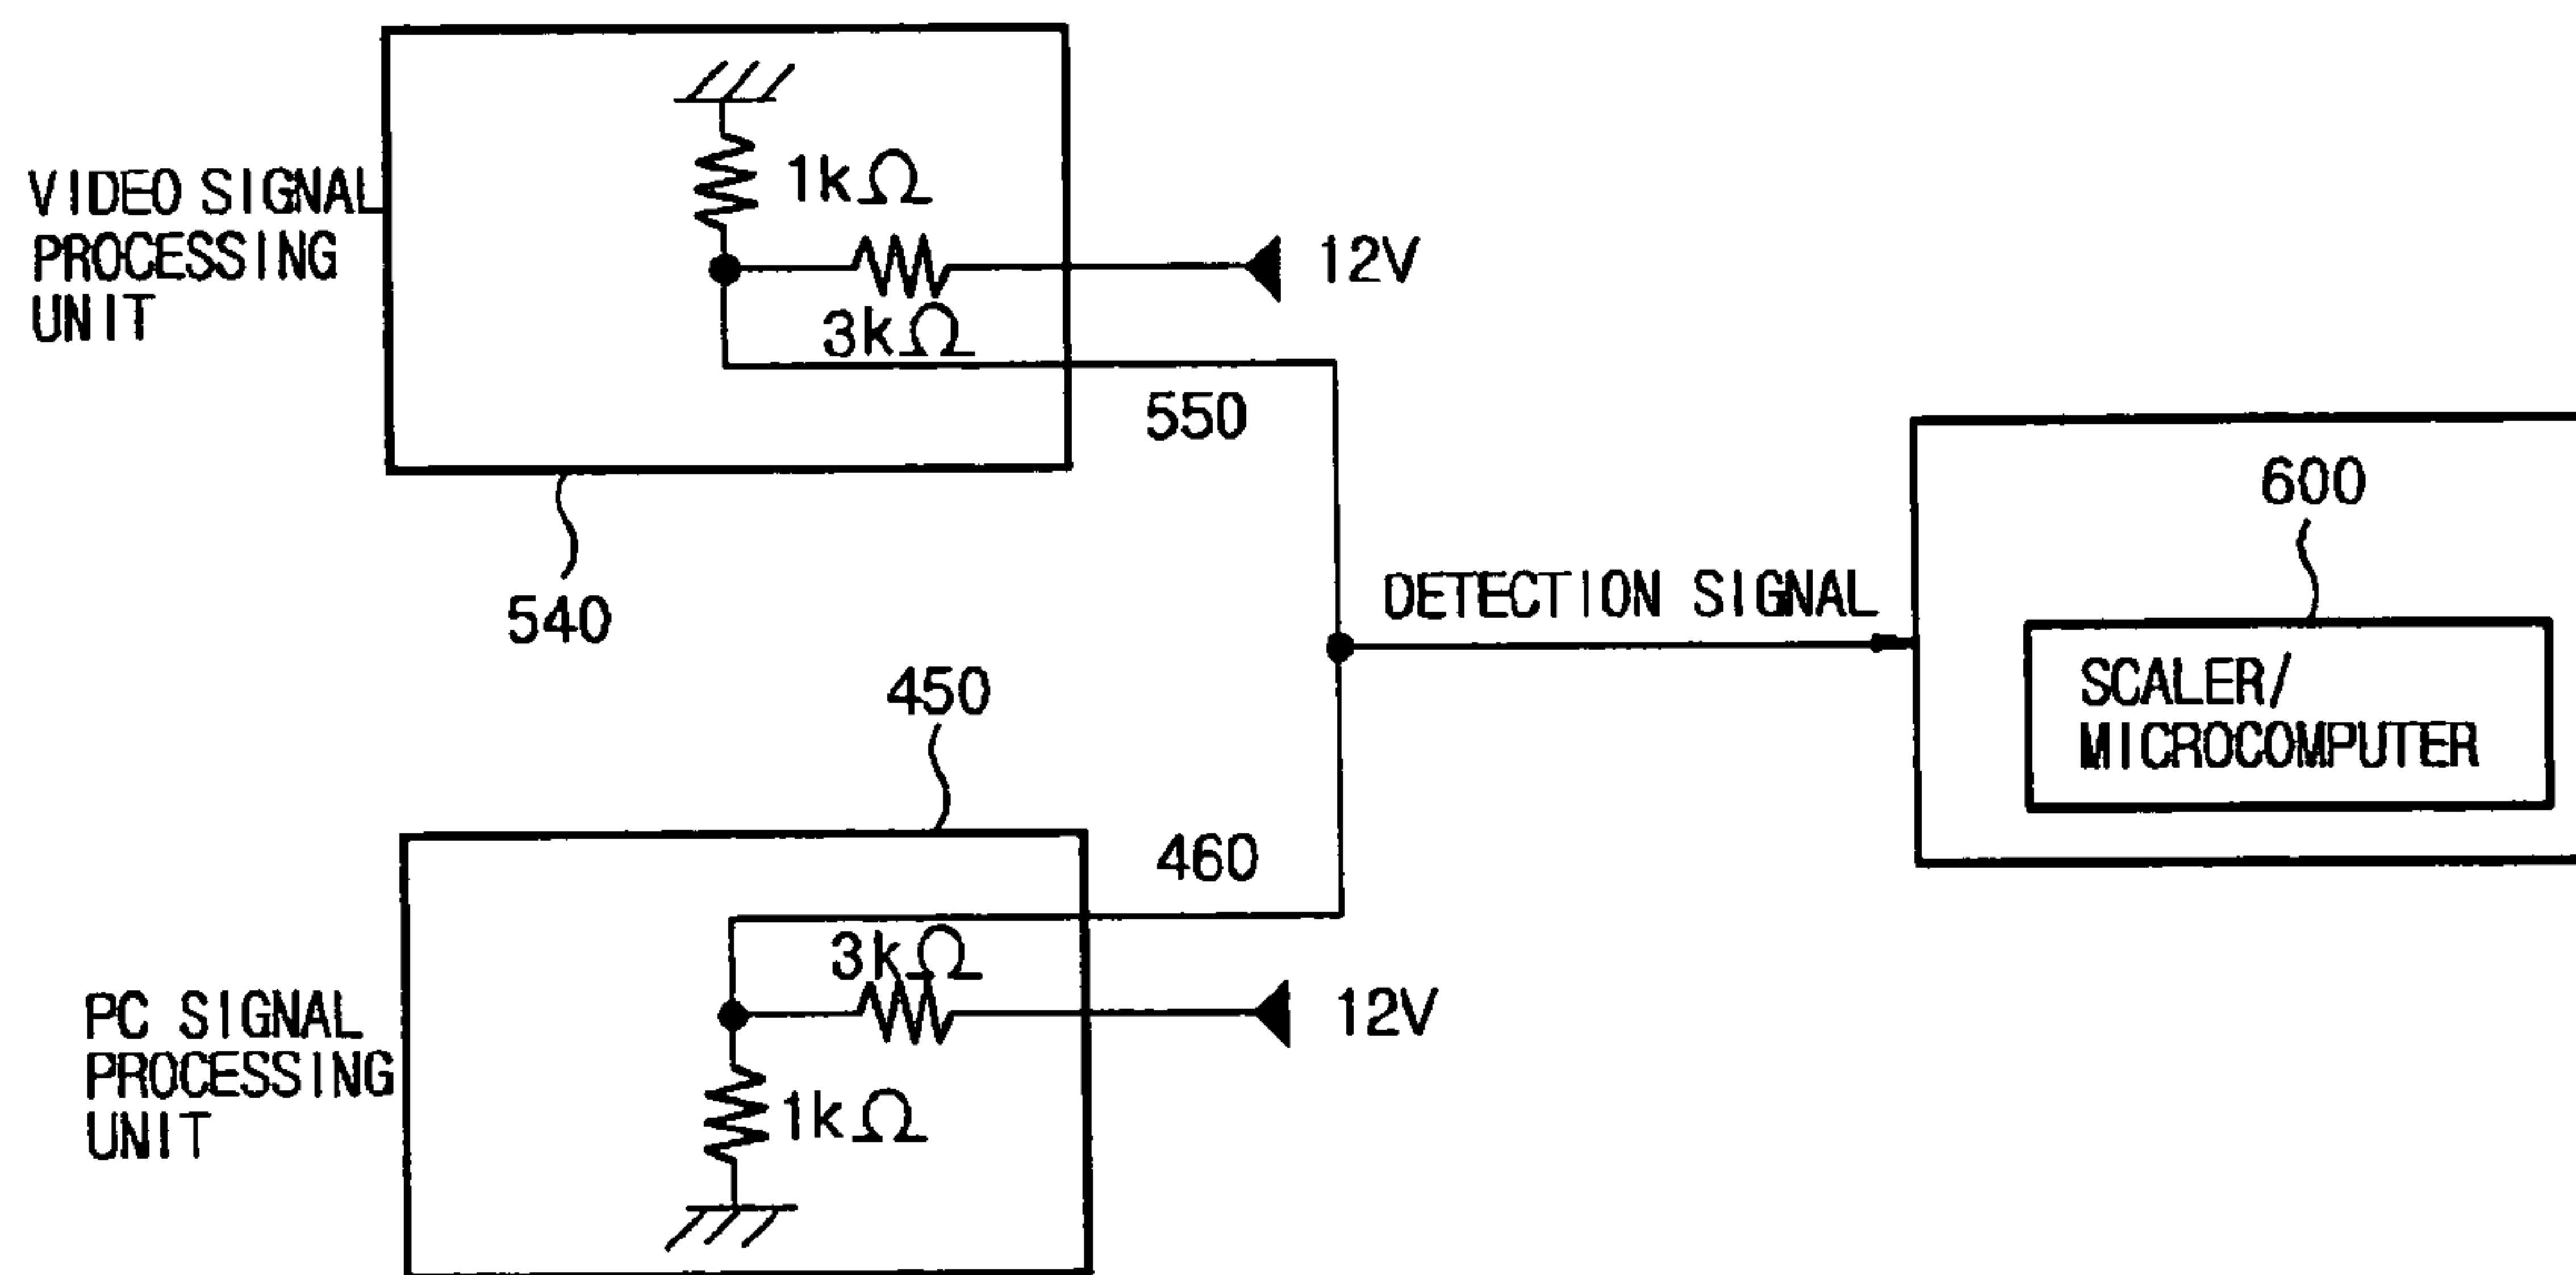 VIDEO SIGNAL
PROCESSING
UNIT
1kΩ
3kΩ
12V
550
540
DETECTION SIGNAL
600
SCALER/
MICROCOMPUTER
450
460
PC SIGNAL
PROCESSING
UNIT
3kΩ
12V
1kΩ